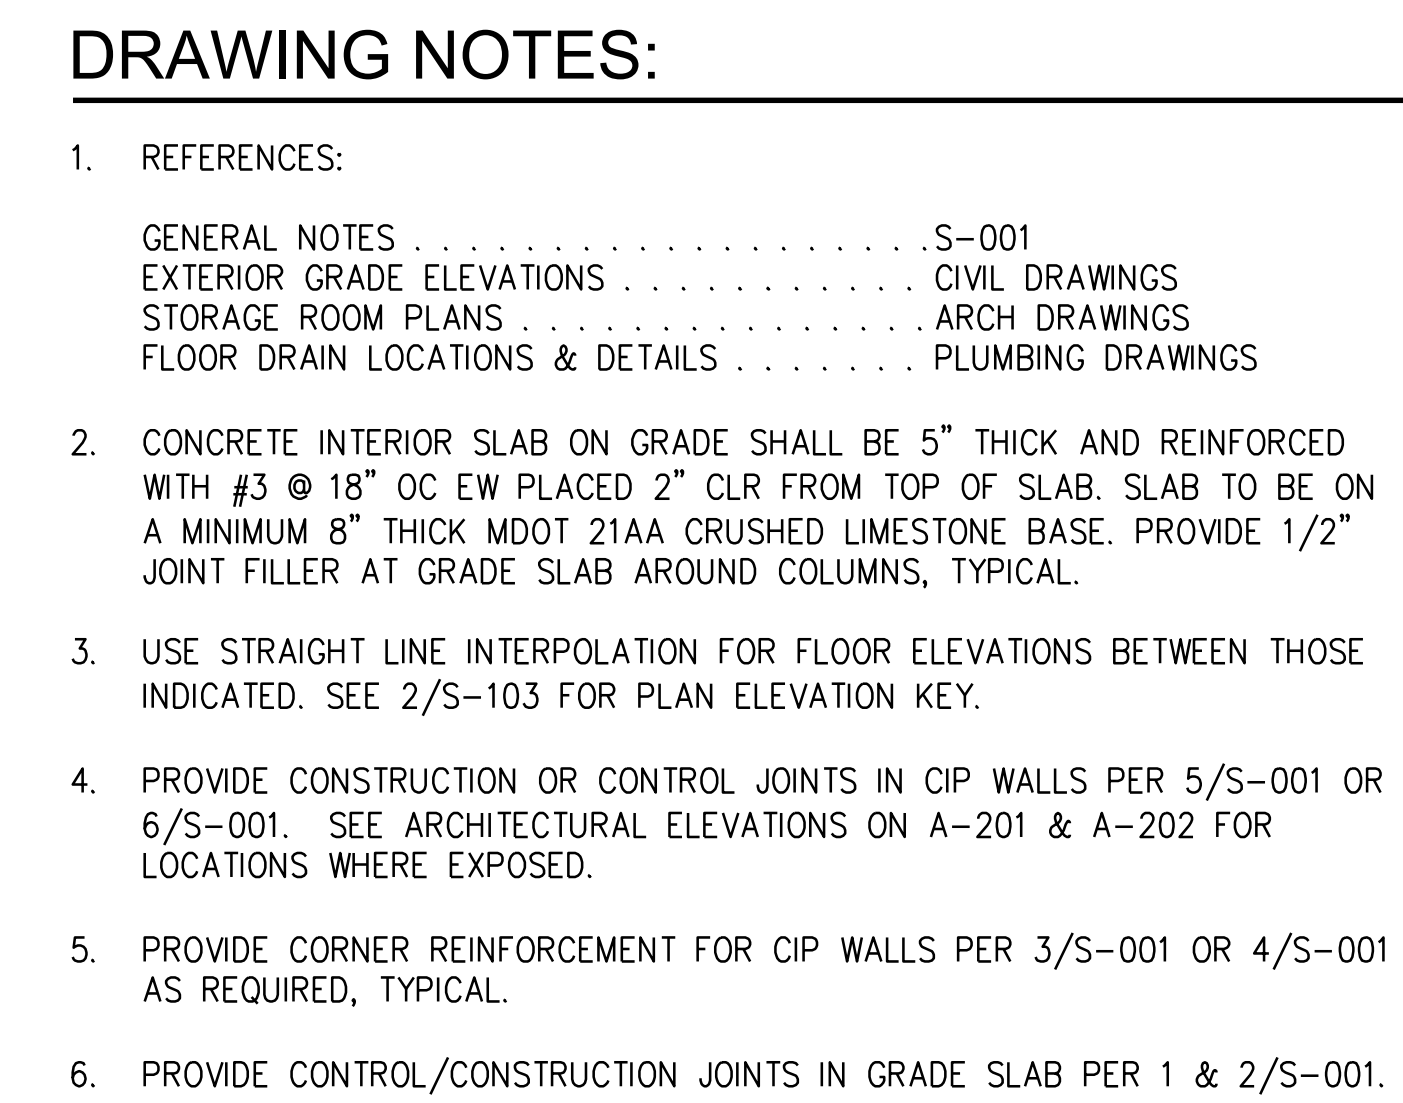 DRAWING NOTES:
1. REFERENCES:
GENERAL NOTES . . . . . . . . . . . . . . . . . . . S-001
EXTERIOR GRADE ELEVATIONS . . . . . . . . . . . CIVIL DRAWINGS
STORAGE ROOM PLANS . . . . . . . . . . . . . . . ARCH DRAWINGS
FLOOR DRAIN LOCATIONS & DETAILS . . . . . . . PLUMBING DRAWINGS
2. CONCRETE INTERIOR SLAB ON GRADE SHALL BE 5" THICK AND REINFORCED
WITH #3 @ 18" OC EW PLACED 2" CLR FROM TOP OF SLAB. SLAB TO BE ON
A MINIMUM 8" THICK MDOT 21AA CRUSHED LIMESTONE BASE. PROVIDE 1/2"
JOINT FILLER AT GRADE SLAB AROUND COLUMNS, TYPICAL.
3. USE STRAIGHT LINE INTERPOLATION FOR FLOOR ELEVATIONS BETWEEN THOSE
INDICATED. SEE 2/S-103 FOR PLAN ELEVATION KEY.
4. PROVIDE CONSTRUCTION OR CONTROL JOINTS IN CIP WALLS PER 5/S-001 OR
6/S-001. SEE ARCHITECTURAL ELEVATIONS ON A-201 & A-202 FOR
LOCATIONS WHERE EXPOSED.
5. PROVIDE CORNER REINFORCEMENT FOR CIP WALLS PER 3/S-001 OR 4/S-001
AS REQUIRED, TYPICAL.
6. PROVIDE CONTROL/CONSTRUCTION JOINTS IN GRADE SLAB PER 1 & 2/S-001.